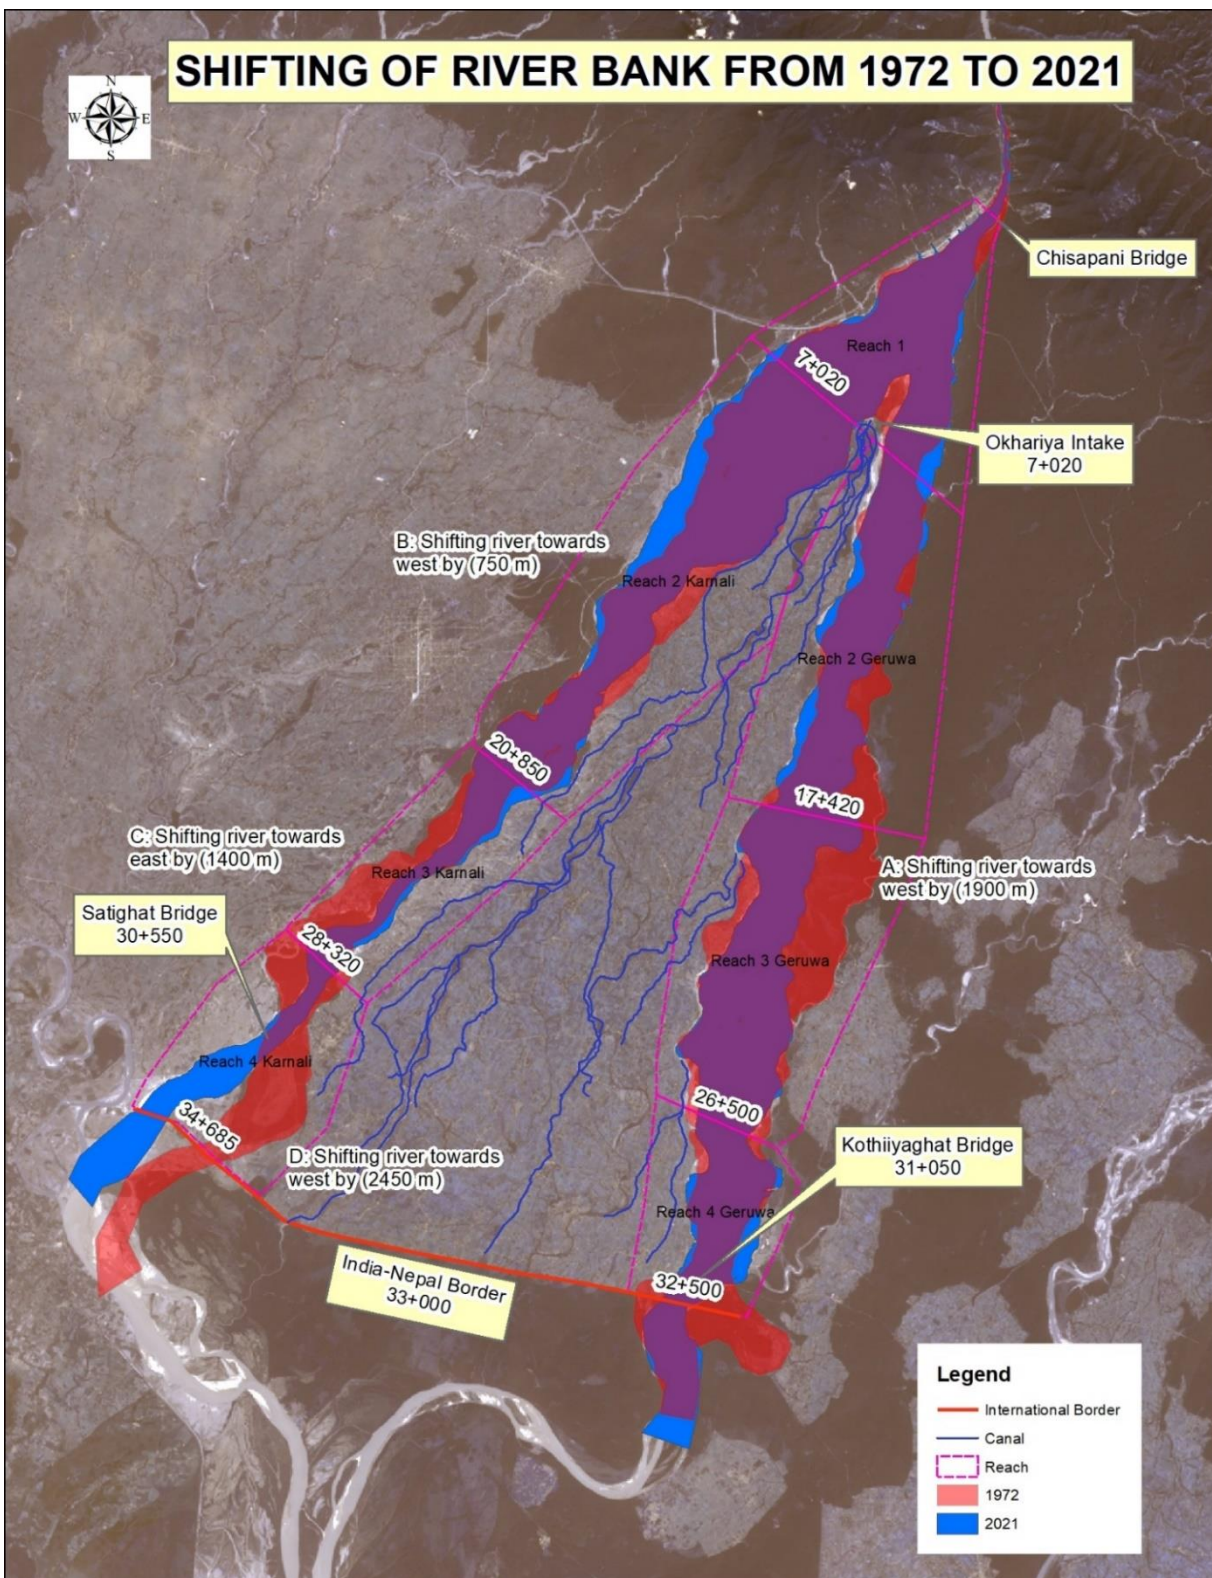 SHIFTING OF RIVER BANK FROM 1972 TO 2021
N
W
E
S
Chisapani Bridge
Reach 1
7+020
Okhariya Intake
7+020
B: Shifting river towards
west by (750 m)
Reach 2 Karnali
Reach 2 Geruwa
20+850
17+420
C: Shifting river towards
east by (1400 m)
Reach 3 Karnali
A: Shifting river towards
west by (1900 m)
Satighat Bridge
30+550
28+320
Reach 3 Geruwa
Reach 4 Karnali
34+685
26+500
D: Shifting river towards
west by (2450 m)
Kothiiyaghat Bridge
31+050
Reach 4 Geruwa
India-Nepal Border
33+000
32+500
Legend
International Border
Canal
Reach
1972
2021